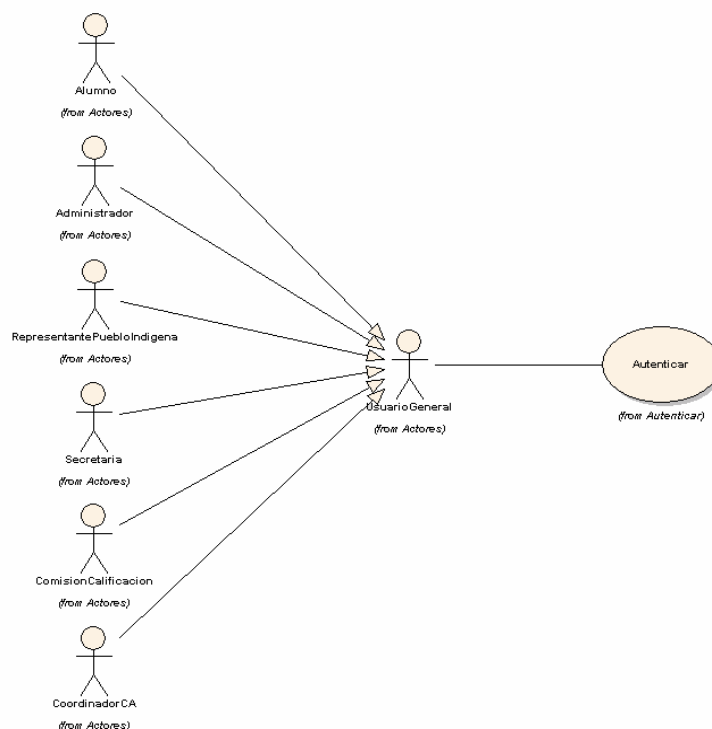 Alumno
(from Actores)
Administrador
(from Actores)
RepresentantePuebloIndigena
(from Actores)
Secretaria
(from Actores)
ComisionCalificacion
(from Actores)
CoordinadorCA
(from Actores)
UsuarioGeneral
(from Actores)
Autenticar
(from Autenticar)